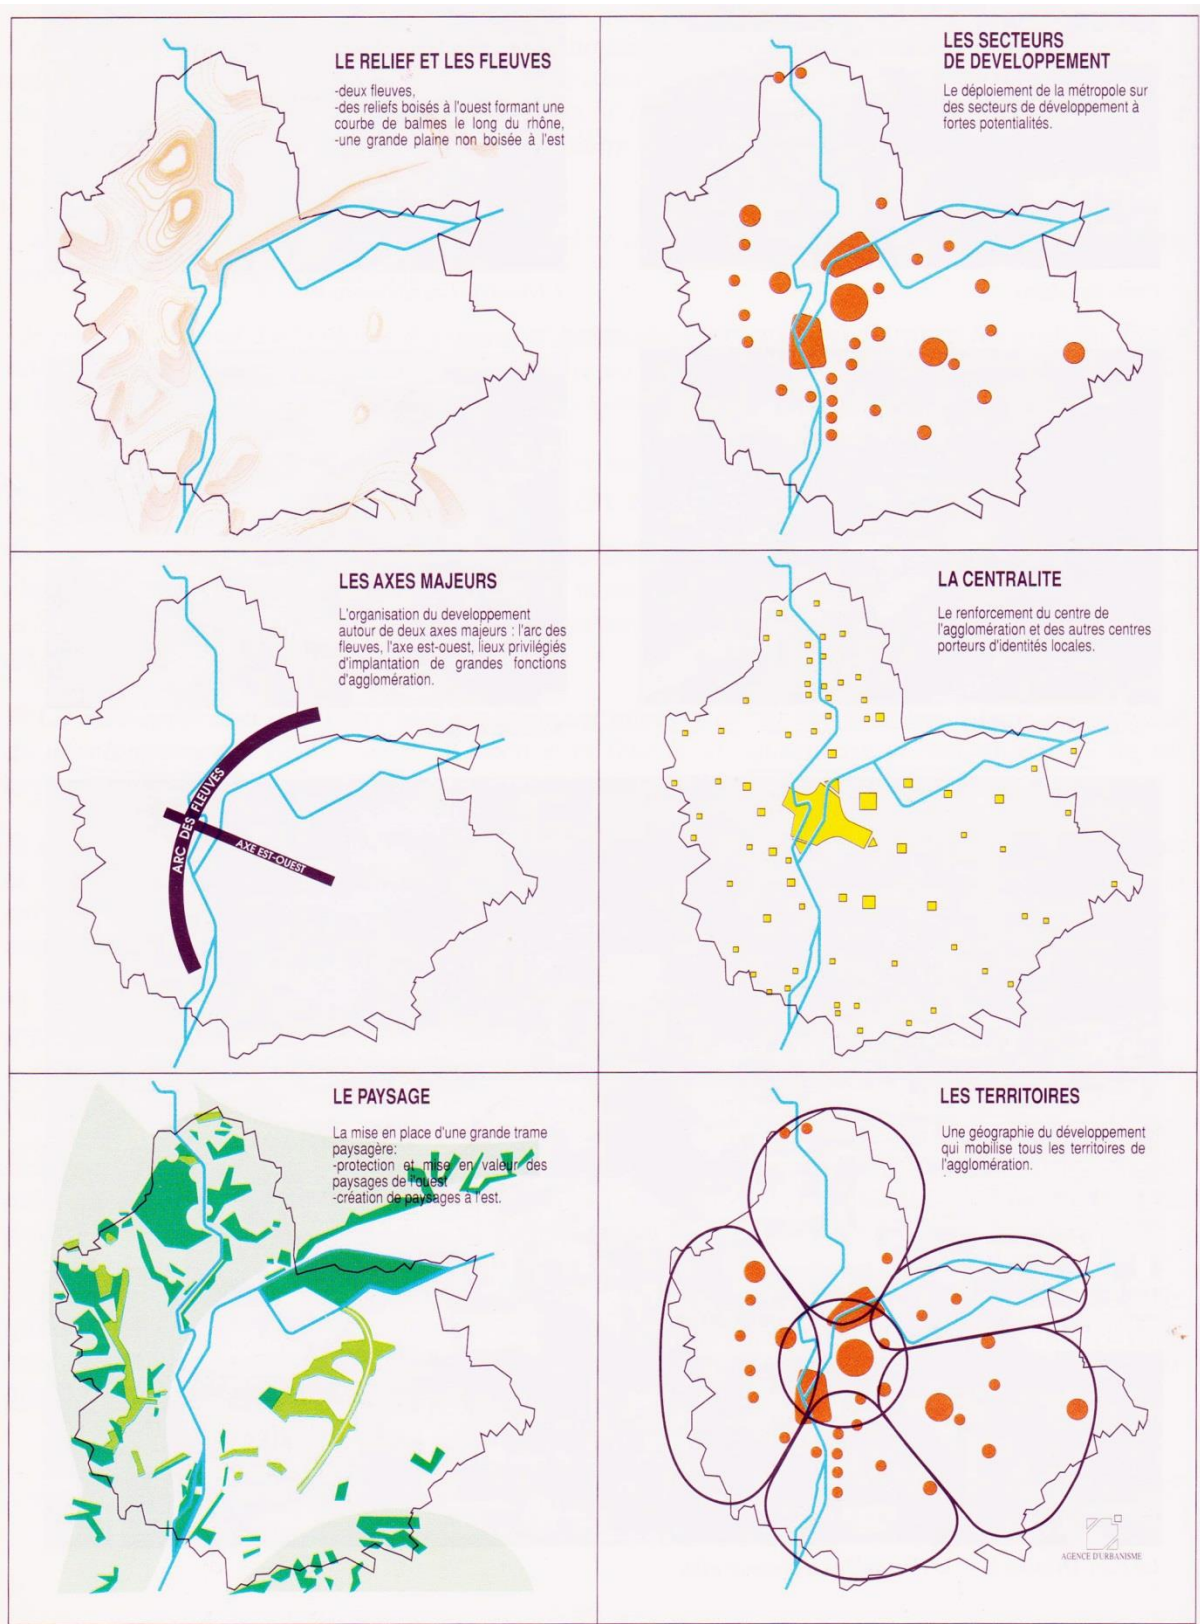 LE RELIEF ET LES FLEUVES
-deux fleuves,
-des reliefs boisés à l'ouest formant une
courbe de balmes le long du rhône,
-une grande plaine non boisée à l'est
LES SECTEURS
DE DEVELOPPEMENT
Le déploiement de la métropole sur
des secteurs de développement à
fortes potentialités.
LES AXES MAJEURS
L'organisation du developpement
autour de deux axes majeurs : l'arc des
fleuves, l'axe est-ouest, lieux privilégiés
d'implantation de grandes fonctions
d'agglomération.
ARC DES FLEUVES
AXE EST-OUEST
LA CENTRALITE
Le renforcement du centre de
l'agglomération et des autres centres
porteurs d'identités locales.
LE PAYSAGE
La mise en place d'une grande trame
paysagère:
-protection et mise en valeur des
paysages de l'ouest
-création de paysages à l'est.
LES TERRITOIRES
Une géographie du développement
qui mobilise tous les territoires de
l'agglomération.
AGENCE D'URBANISME